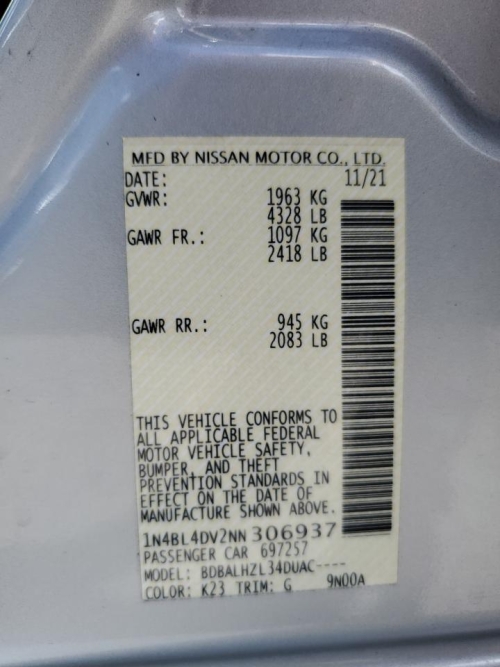 MFD BY NISSAN MOTOR CO., LTD.
DATE: 11/21
GVWR: 1963 KG
4328 LB
GAWR FR.: 1097 KG
2418 LB
GAWR RR.: 945 KG
2083 LB
THIS VEHICLE CONFORMS TO
ALL APPLICABLE FEDERAL
MOTOR VEHICLE SAFETY,
BUMPER, AND THEFT
PREVENTION STANDARDS IN
EFFECT ON THE DATE OF
MANUFACTURE SHOWN ABOVE.
1N4BL4DV2NN306937
PASSENGER CAR 697257
MODEL: BDBALHZL34DUAC----
COLOR: K23 TRIM: G 9N00A